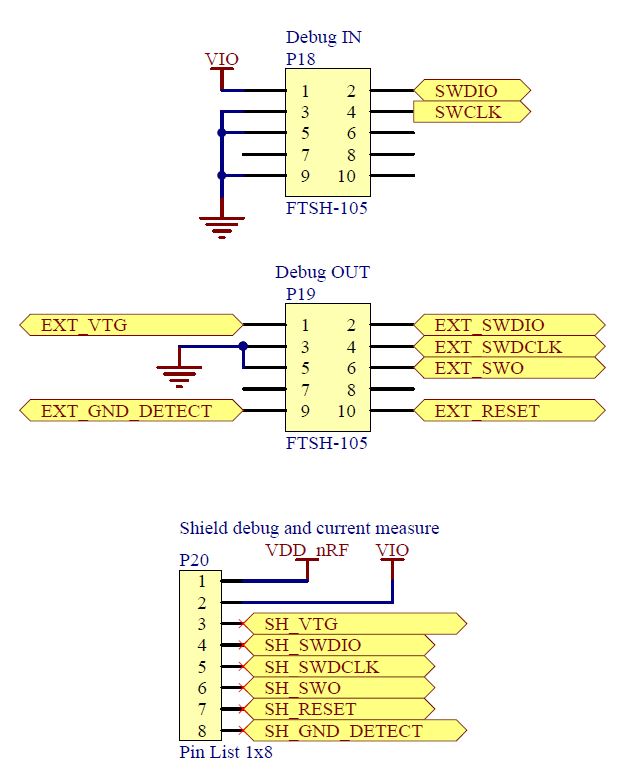 Debug IN
VIO P18
1 2 SWDIO
3 4 SWCLK
5 6
7 8
9 10
FTSH-105
Debug OUT
P19
EXT_VTG 1 2 EXT_SWDIO
3 4 EXT_SWDCLK
5 6 EXT_SWO
7 8
EXT_GND_DETECT 9 10 EXT_RESET
FTSH-105
Shield debug and current measure
P20 VDD_nRF VIO
1
2
3 SH_VTG
4 SH_SWDIO
5 SH_SWDCLK
6 SH_SWO
7 SH_RESET
8 SH_GND_DETECT
Pin List 1x8